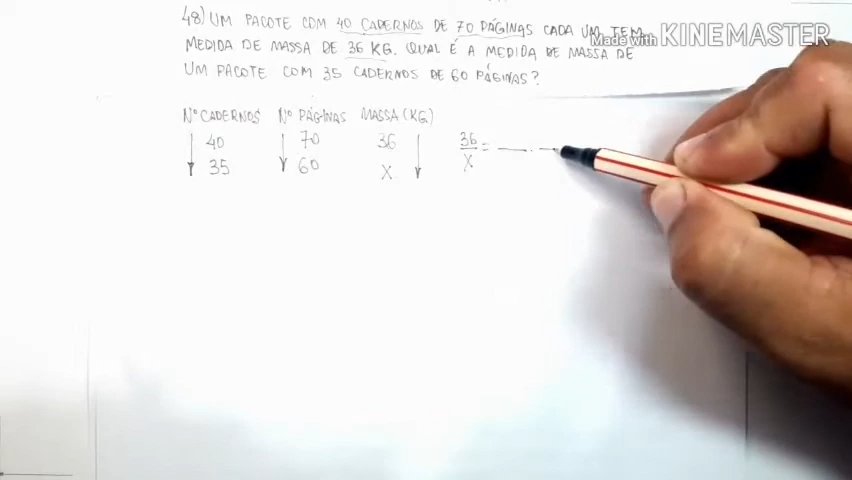 48) UM PACOTE COM 40 CADERNOS DE 70 PÁGINAS CADA UM TEM
MEDIDA DE MASSA DE 36 KG. QUAL É A MEDIDA DE MASSA DE
UM PACOTE COM 35 CADERNOS DE 60 PÁGINAS?
Made with KINEMASTER
Nº CADERNOS Nº PÁGINAS MASSA (KG)
40 70 36
35 60 X
36
X =